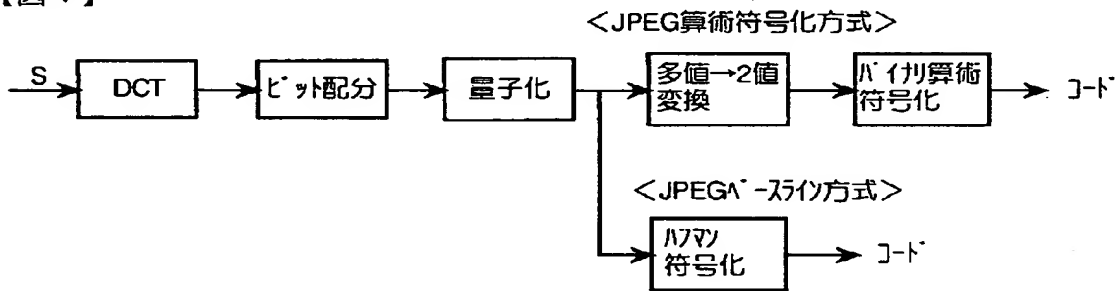 <JPEG算術符号化方式>
S
DCT
ビット配分
量子化
多値→2値
変換
バイナリ算術
符号化
コード
<JPEGベースライン方式>
ハフマン
符号化
コード